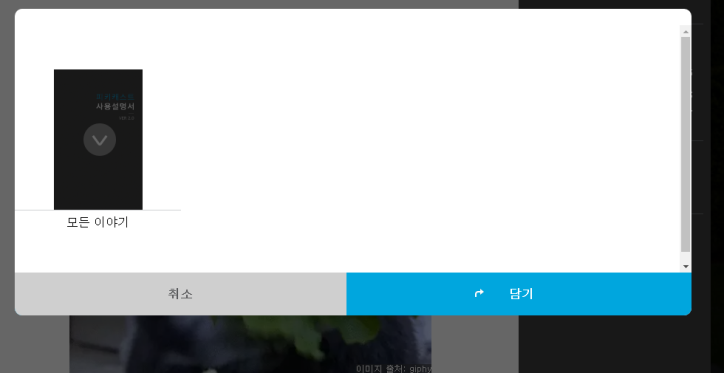 사용설명서
모든 이야기
취소
담기
이미지 출처: giphy